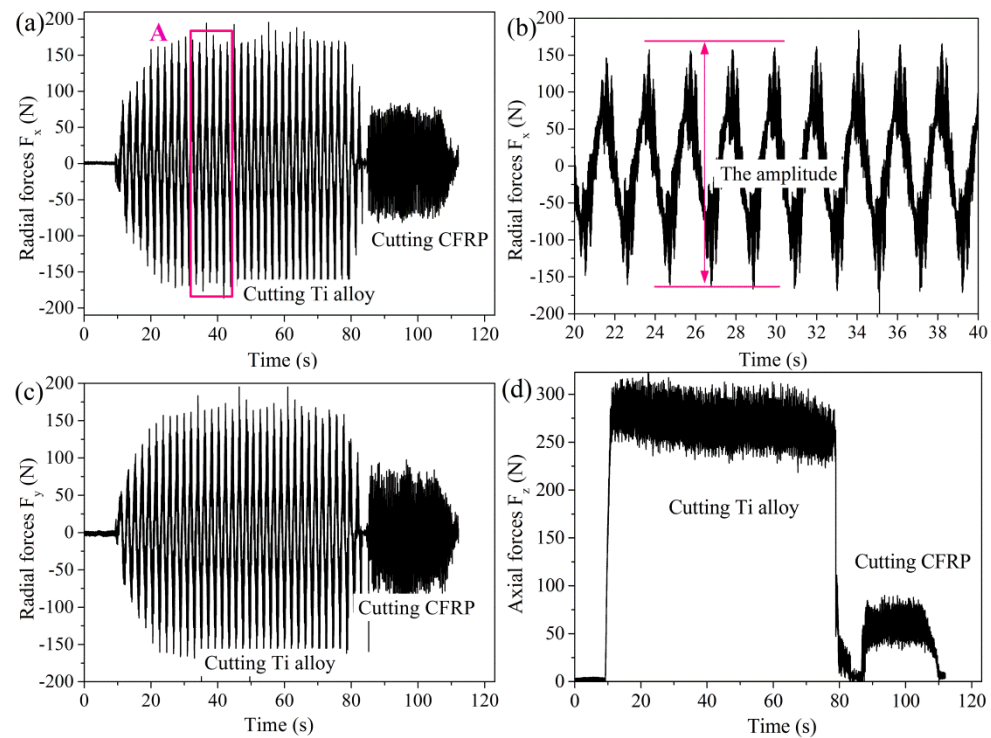 (a)
A
200
150
100
50
0
-50
-100
-150
-200
Radial forces Fₓ (N)
Cutting CFRP
Cutting Ti alloy
0 20 40 60 80 100 120
Time (s)
(b)
200
150
100
50
0
-50
-100
-150
-200
Radial forces Fₓ (N)
The amplitude
20 22 24 26 28 30 32 34 36 38 40
Time (s)
(c)
200
150
100
50
0
-50
-100
-150
-200
Radial forces F_y (N)
Cutting CFRP
Cutting Ti alloy
0 20 40 60 80 100 120
Time (s)
(d)
300
250
200
150
100
50
0
Axial forces F_z (N)
Cutting Ti alloy
Cutting CFRP
0 20 40 60 80 100 120
Time (s)